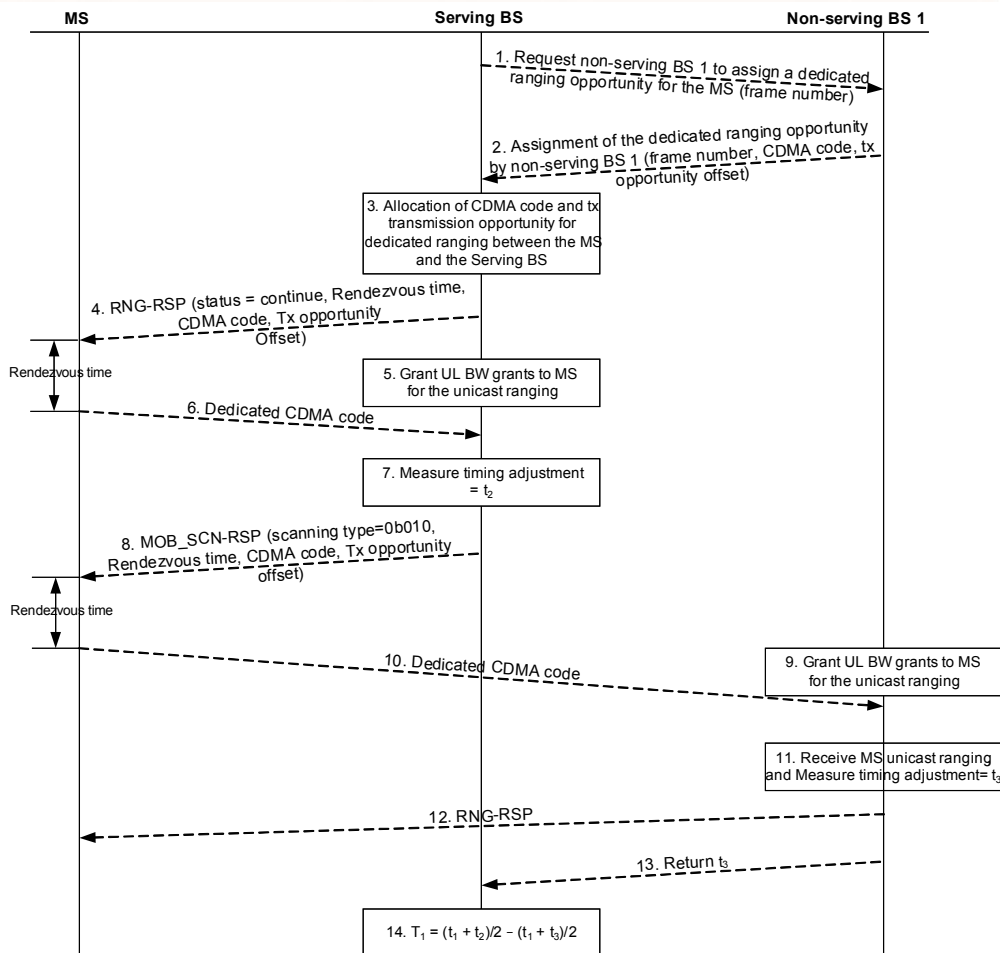 MS
Serving BS
Non-serving BS 1
1. Request non-serving BS 1 to assign a dedicated
ranging opportunity for the MS (frame number)
2. Assignment of the dedicated ranging opportunity
by non-serving BS 1 (frame number, CDMA code, tx
opportunity offset)
3. Allocation of CDMA code and tx
transmission opportunity for
dedicated ranging between the MS
and the Serving BS
4. RNG-RSP (status = continue, Rendezvous time,
CDMA code, Tx opportunity
Offset)
Rendezvous time
5. Grant UL BW grants to MS
for the unicast ranging
6. Dedicated CDMA code
7. Measure timing adjustment
= t₂
8. MOB_SCN-RSP (scanning type=0b010,
Rendezvous time, CDMA code, Tx opportunity
offset)
Rendezvous time
9. Grant UL BW grants to MS
for the unicast ranging
10. Dedicated CDMA code
11. Receive MS unicast ranging
and Measure timing adjustment= t₃
12. RNG-RSP
13. Return t₃
14. T₁ = (t₁ + t₂)/2 – (t₁ + t₃)/2